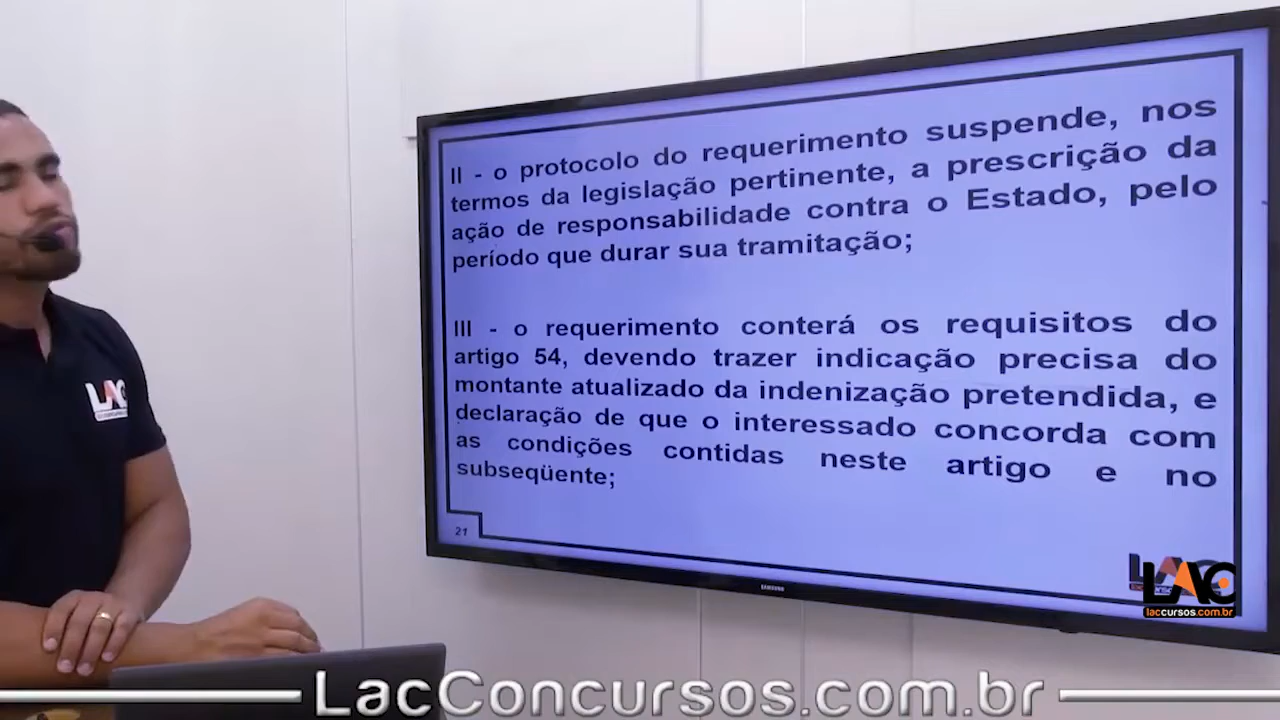 II - o protocolo do requerimento suspende, nos
termos da legislação pertinente, a prescrição da
ação de responsabilidade contra o Estado, pelo
período que durar sua tramitação;
III - o requerimento conterá os requisitos do
artigo 54, devendo trazer indicação precisa do
montante atualizado da indenização pretendida, e
declaração de que o interessado concorda com
as condições contidas neste artigo e no
subseqüente;
21
SAMSUNG
LAC
LAC
laccursos.com.br
LacConcursos.com.br